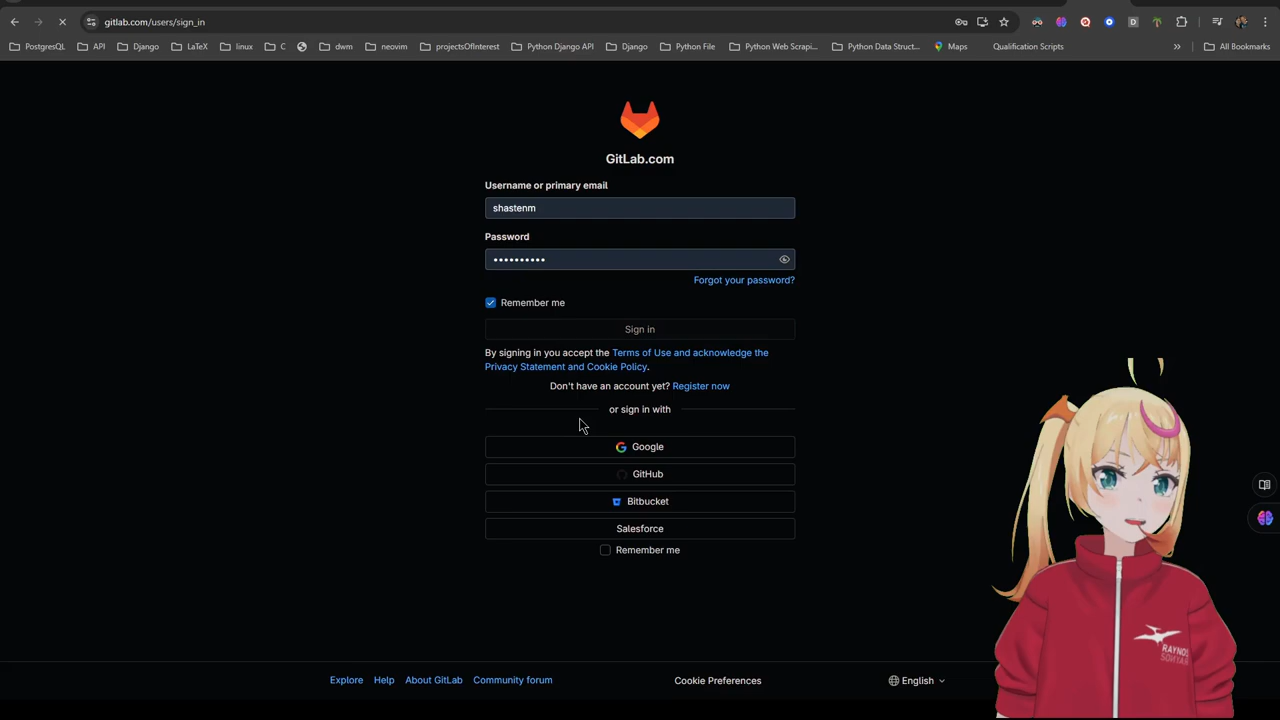 gitlab.com/users/sign_in
PostgresQL API Django LaTeX linux C dwm neovim projectsOfInterest Python Django API Django Python File Python Web Scrapi... Python Data Struct... Maps Qualification Scripts » All Bookmarks
GitLab.com
Username or primary email
shastenm
Password
••••••••••
Forgot your password?
Remember me
Sign in
By signing in you accept the Terms of Use and acknowledge the
Privacy Statement and Cookie Policy.
Don't have an account yet? Register now
or sign in with
Google
GitHub
Bitbucket
Salesforce
Remember me
RAYNOS
Explore Help About GitLab Community forum Cookie Preferences English